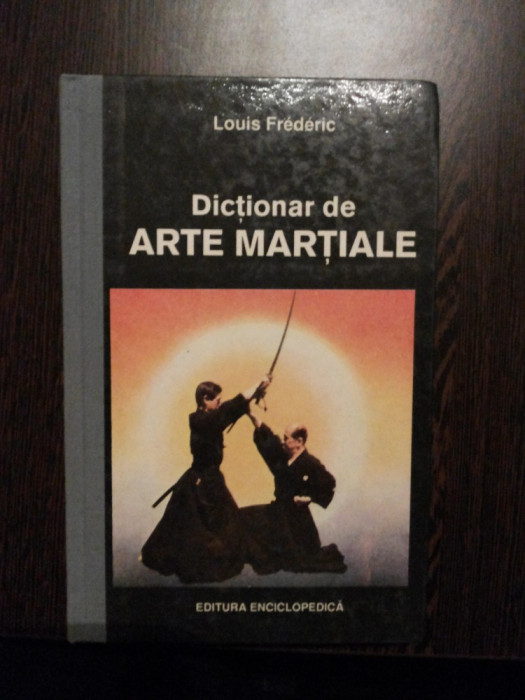 Louis Frédéric
Dicționar de
ARTE MARȚIALE
EDITURA ENCICLOPEDICĂ